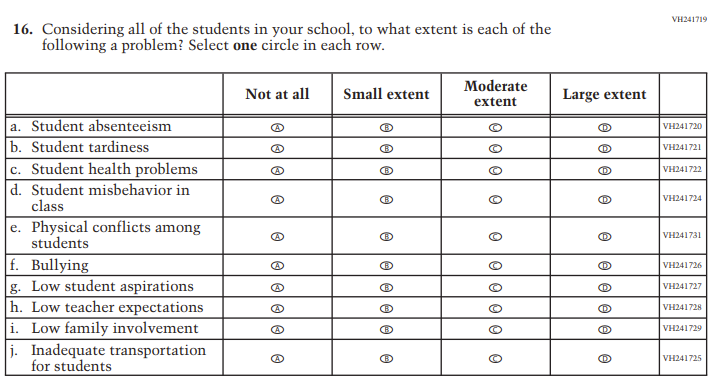 VH241719
16. Considering all of the students in your school, to what extent is each of the
following a problem? Select one circle in each row.
Not at all Small extent Moderate extent Large extent
a. Student absenteeism A B C D VH241720
b. Student tardiness A B C D VH241721
c. Student health problems A B C D VH241722
d. Student misbehavior in
class A B C D VH241724
e. Physical conflicts among
students A B C D VH241731
f. Bullying A B C D VH241726
g. Low student aspirations A B C D VH241727
h. Low teacher expectations A B C D VH241728
i. Low family involvement A B C D VH241729
j. Inadequate transportation
for students A B C D VH241725